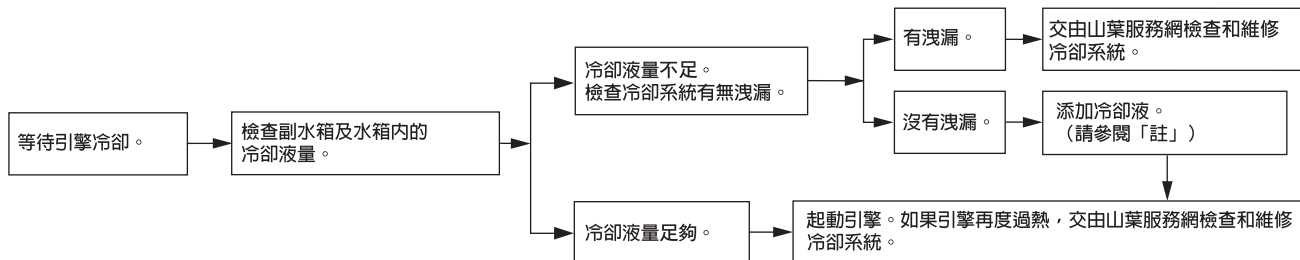 等待引擎冷卻。
檢查副水箱及水箱內的
冷卻液量。
冷卻液量不足。
檢查冷卻系統有無洩漏。
有洩漏。
交由山葉服務網檢查和維修
冷卻系統。
沒有洩漏。
添加冷卻液。
（請參閱「註」）
冷卻液量足夠。
起動引擎。如果引擎再度過熱，交由山葉服務網檢查和維修
冷卻系統。